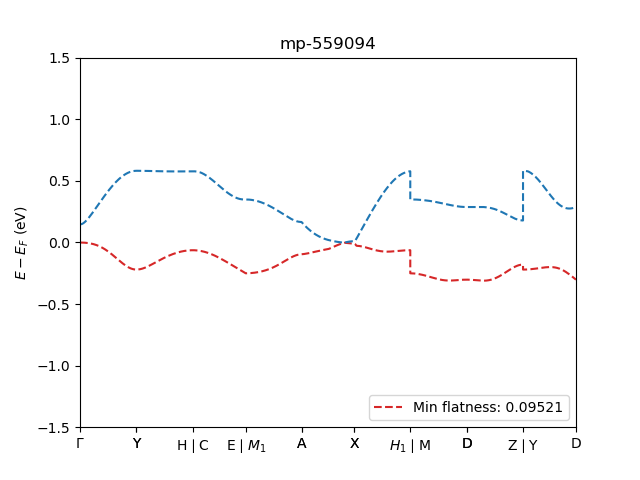 mp-559094
1.5
1.0
0.5
0.0
−0.5
−1.0
−1.5
E − E_F (eV)
Min flatness: 0.09521
Γ Y H | C E | M₁ A X H₁ | M D Z | Y D